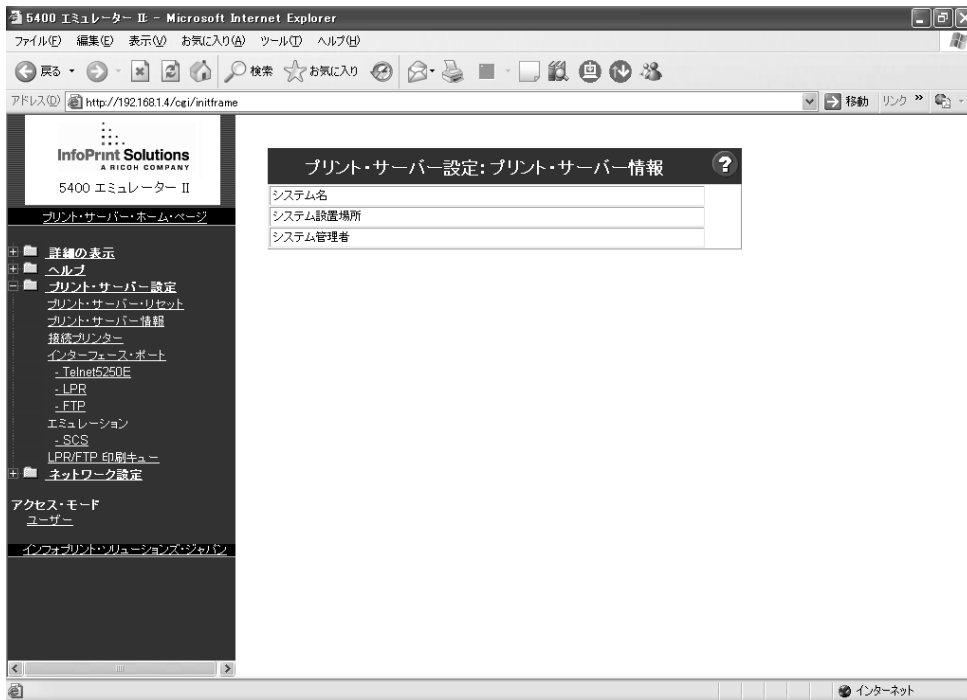 5400 エミュレーター II: - Microsoft Internet Explorer
ファイル(F) 編集(E) 表示(V) お気に入り(A) ツール(T) ヘルプ(H)
戻る 検索 お気に入り
アドレス(D) http://192.168.1.4/cgi/initframe 移動 リンク »
InfoPrint Solutions
A RICOH COMPANY
5400 エミュレーター II
プリント・サーバー・ホーム・ページ
詳細の表示
ヘルプ
プリント・サーバー設定
プリント・サーバー・リセット
プリント・サーバー情報
接続プリンター
インターフェース・ポート
- Telnet5250E
- LPR
- FTP
エミュレーション
- SCS
LPR/FTP 印刷キュー
ネットワーク設定
アクセス・モード
ユーザー
インフォプリント・ソリューションズ・ジャパン
プリント・サーバー設定: プリント・サーバー情報 ?
システム名
システム設置場所
システム管理者
インターネット